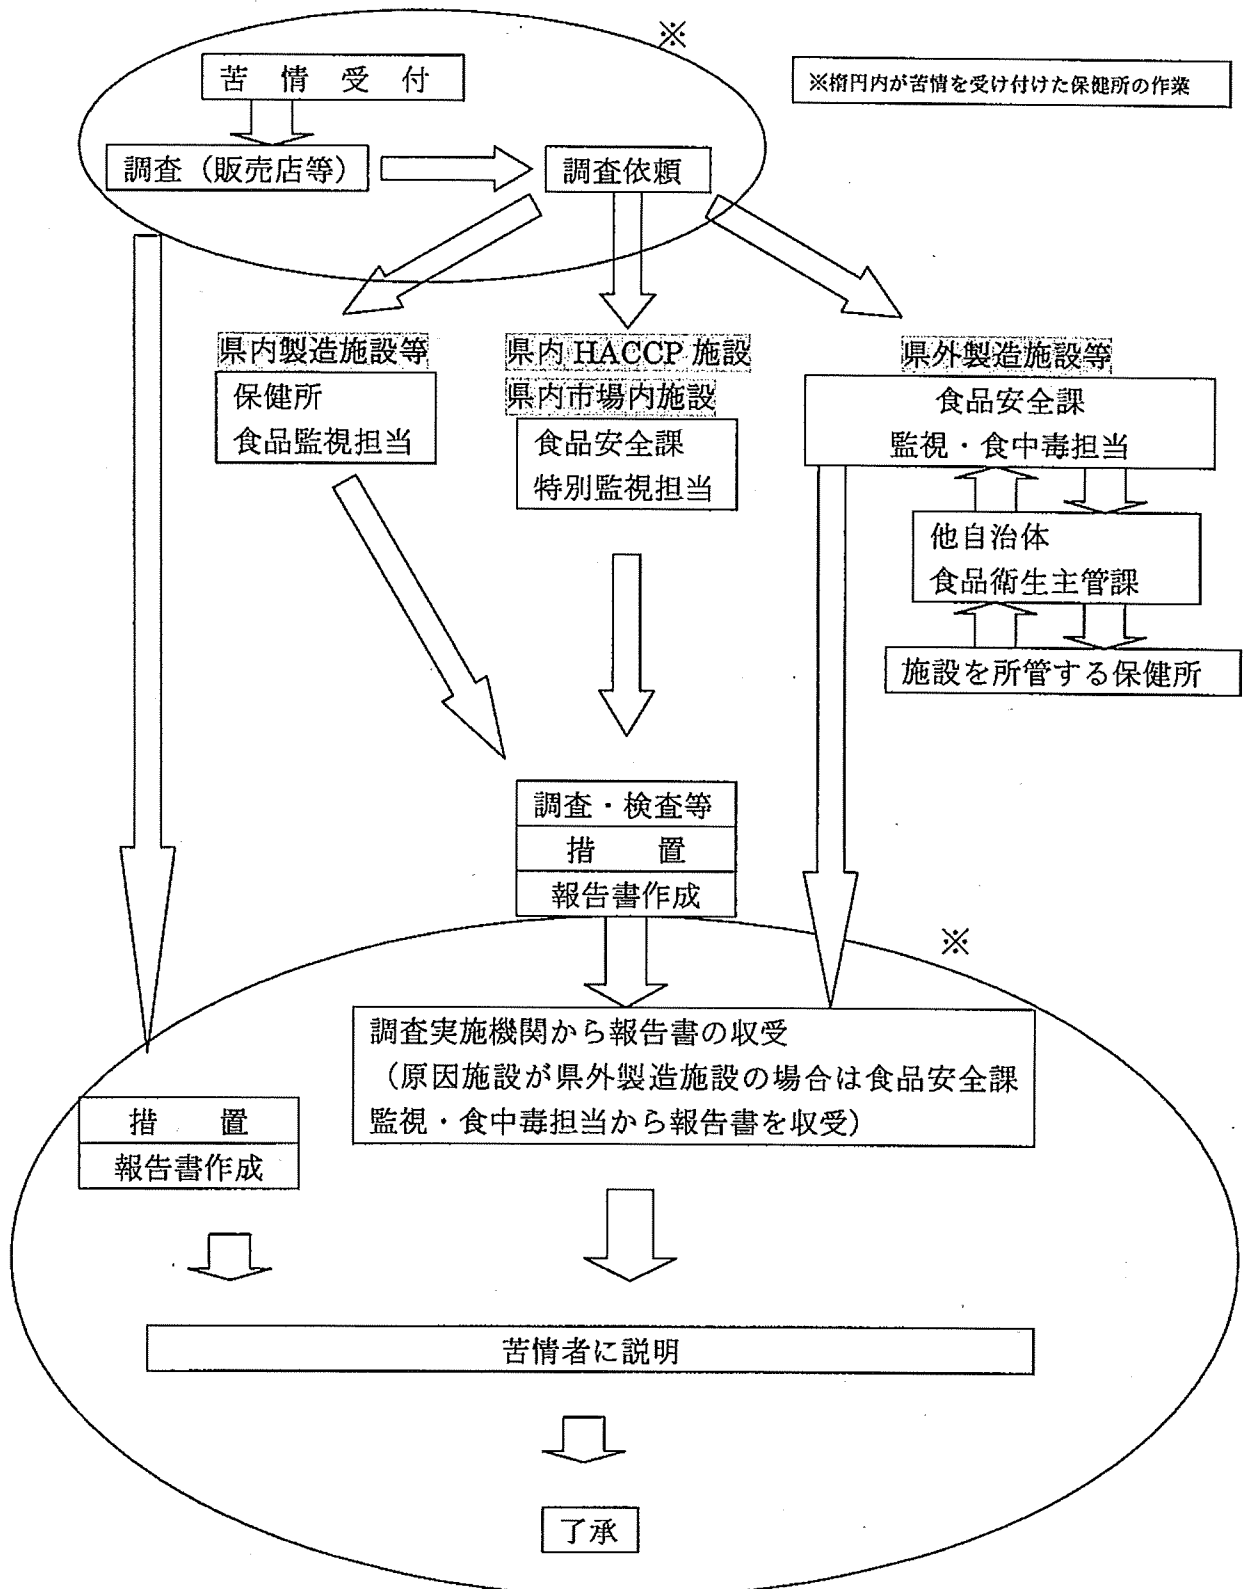 ※
苦情受付
※楕円内が苦情を受け付けた保健所の作業
調査（販売店等）
調査依頼
県内製造施設等
保健所
食品監視担当
県内 HACCP 施設
県内市場内施設
食品安全課
特別監視担当
県外製造施設等
食品安全課
監視・食中毒担当
他自治体
食品衛生主管課
施設を所管する保健所
調査・検査等
措　置
報告書作成
※
調査実施機関から報告書の収受
（原因施設が県外製造施設の場合は食品安全課
監視・食中毒担当から報告書を収受）
措　置
報告書作成
苦情者に説明
了承